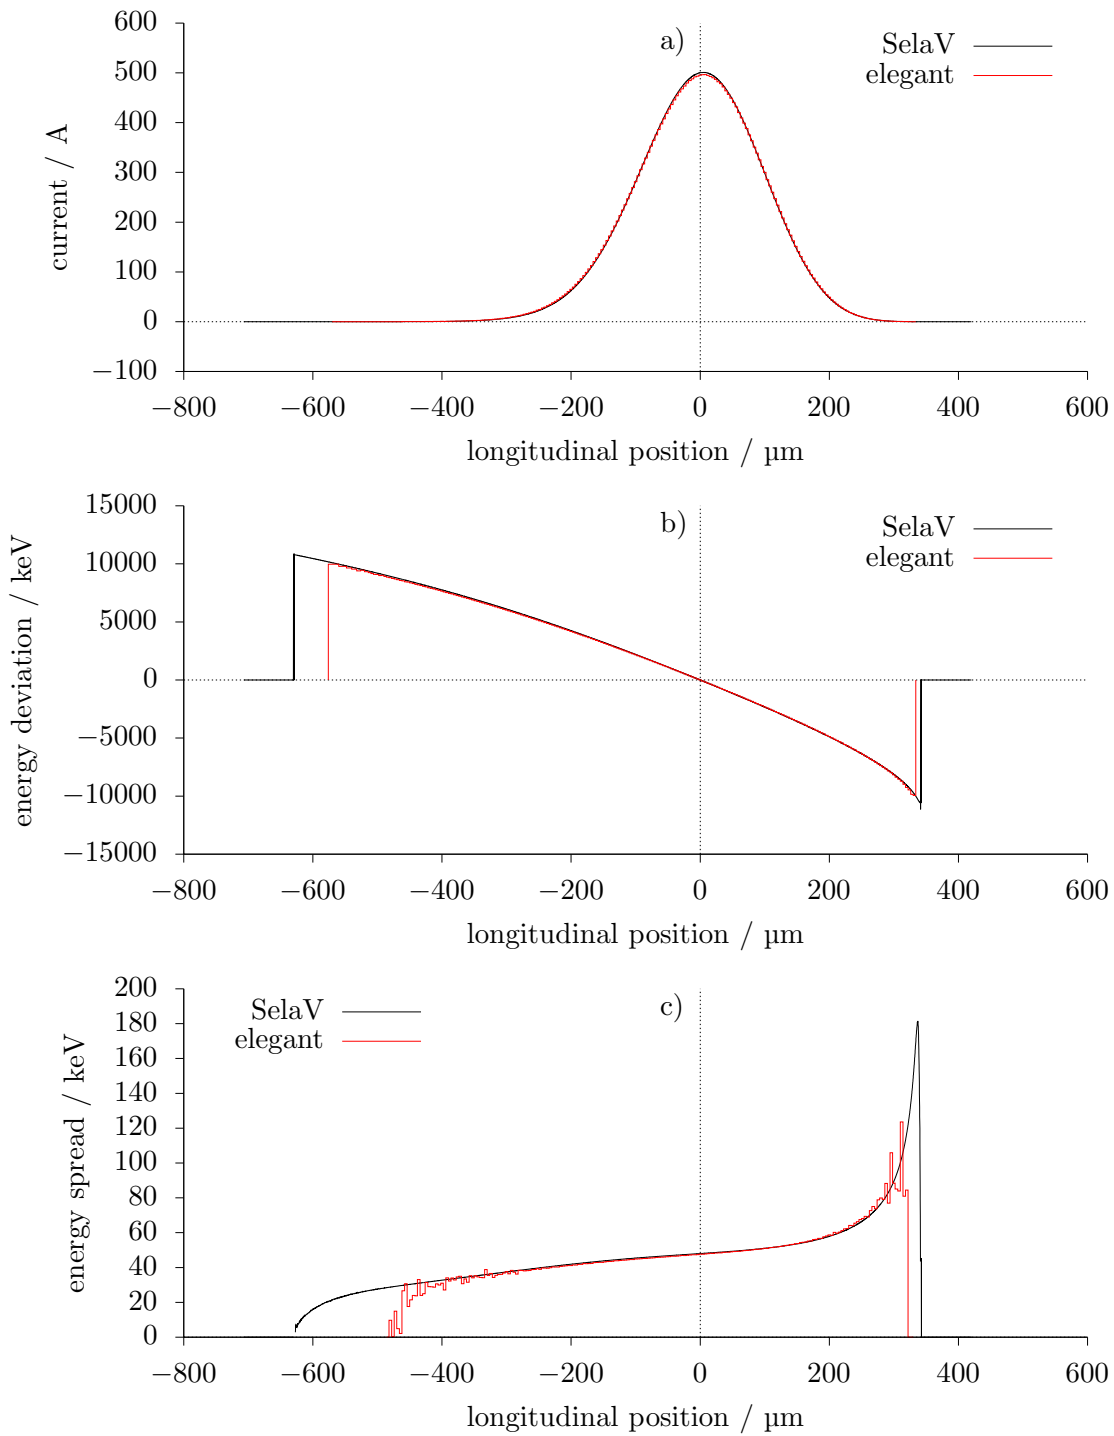 600
500
400
300
200
100
0
−100
−800 −600 −400 −200 0 200 400 600
current / A
longitudinal position / µm
a)
SelaV
elegant
15000
10000
5000
0
−5000
−10000
−15000
−800 −600 −400 −200 0 200 400 600
energy deviation / keV
longitudinal position / µm
b)
SelaV
elegant
200
180
160
140
120
100
80
60
40
20
0
−800 −600 −400 −200 0 200 400 600
energy spread / keV
longitudinal position / µm
c)
SelaV
elegant